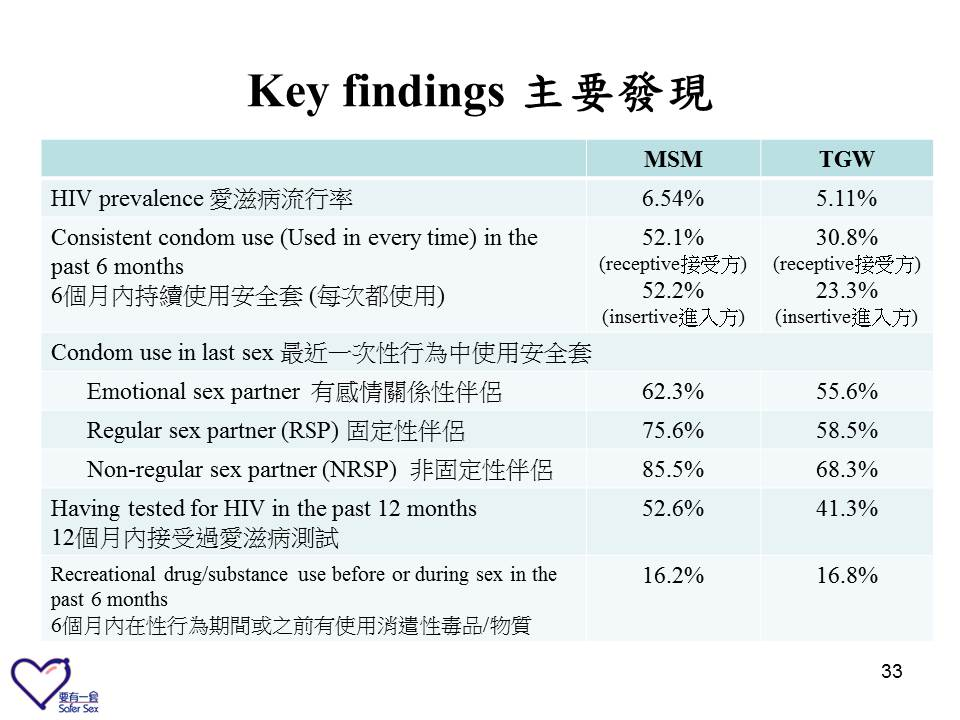 Key findings 主要發現
MSM TGW
HIV prevalence 愛滋病流行率 6.54% 5.11%
Consistent condom use (Used in every time) in the
past 6 months
6個月內持續使用安全套 (每次都使用)
52.1%
(receptive接受方)
52.2%
(insertive進入方)
30.8%
(receptive接受方)
23.3%
(insertive進入方)
Condom use in last sex 最近一次性行為中使用安全套
Emotional sex partner 有感情關係性伴侶 62.3% 55.6%
Regular sex partner (RSP) 固定性伴侶 75.6% 58.5%
Non-regular sex partner (NRSP) 非固定性伴侶 85.5% 68.3%
Having tested for HIV in the past 12 months 52.6% 41.3%
12個月內接受過愛滋病測試
Recreational drug/substance use before or during sex in the 16.2% 16.8%
past 6 months
6個月內在性行為期間或之前有使用消遣性毒品/物質
要有一套
Safer Sex
33